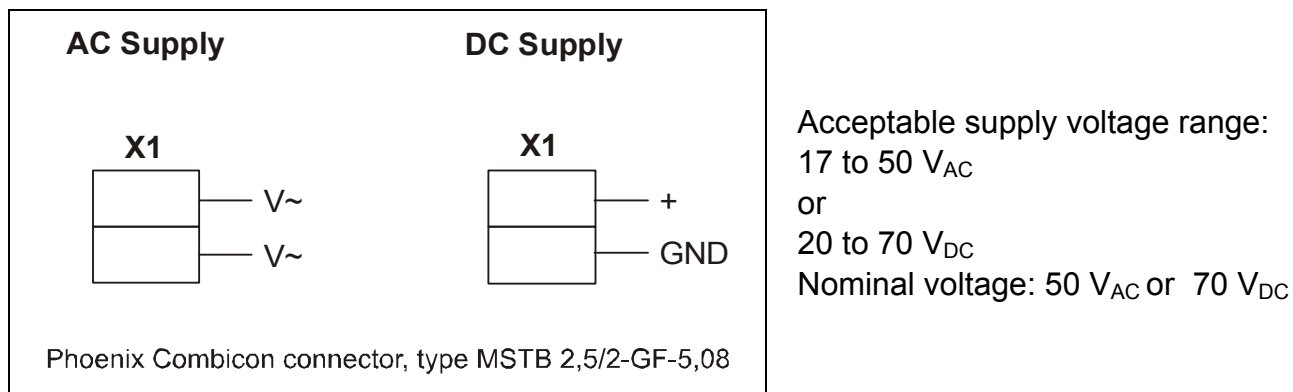 AC Supply
DC Supply
X1
X1
V~
V~
+
GND
Phoenix Combicon connector, type MSTB 2,5/2-GF-5,08
Acceptable supply voltage range:
17 to 50 VAC
or
20 to 70 VDC
Nominal voltage: 50 VAC or 70 VDC